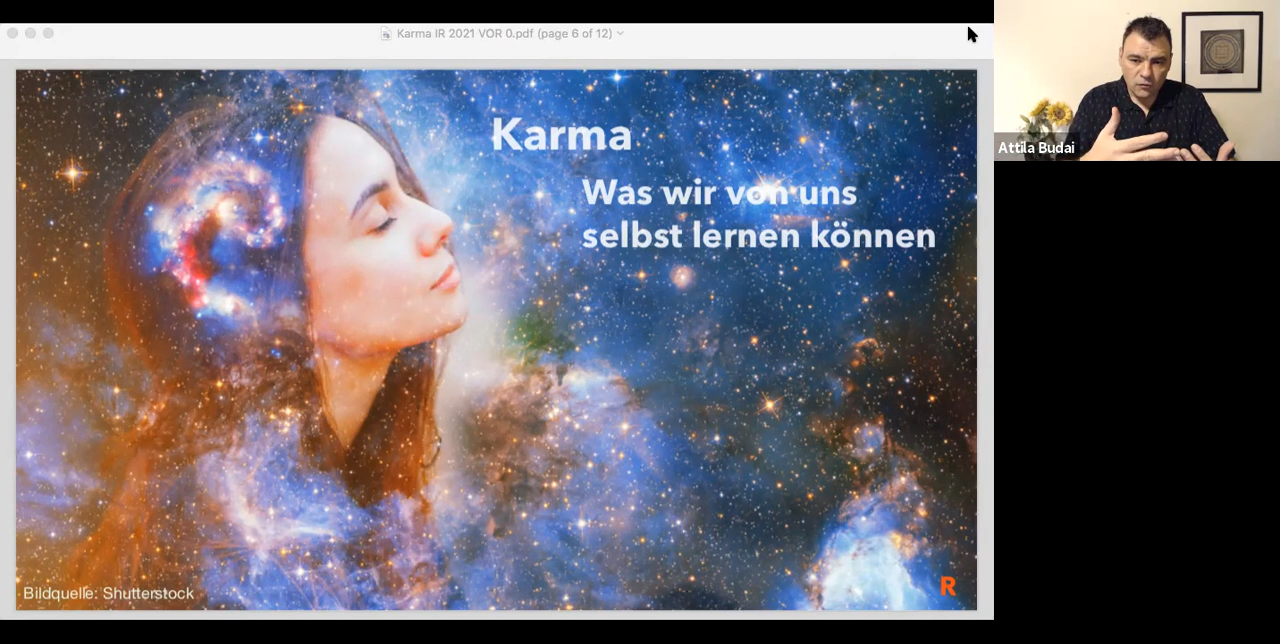 Karma IR 2021 VOR 0.pdf (page 6 of 12)
Karma
Was wir von uns
selbst lernen können
Bildquelle: Shutterstock
R
Attila Budai